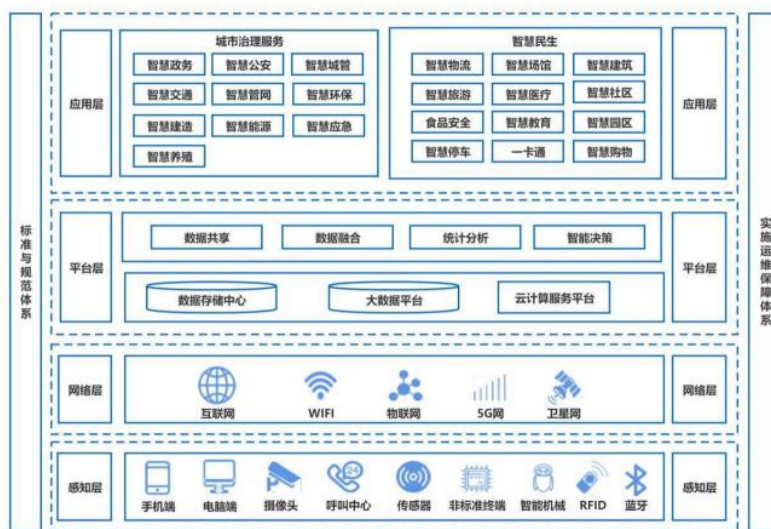 标准与规范体系
应用层
城市治理服务
智慧政务 智慧公安 智慧城管
智慧交通 智慧管网 智慧环保
智慧建造 智慧能源 智慧应急
智慧养殖
智慧民生
智慧物流 智慧场馆 智慧建筑
智慧旅游 智慧医疗 智慧社区
食品安全 智慧教育 智慧园区
智慧停车 一卡通 智慧购物
应用层
平台层
数据共享 数据融合 统计分析 智能决策
数据存储中心 大数据平台 云计算服务平台
平台层
网络层
互联网 WIFI 物联网 5G网 卫星网
网络层
感知层
24
手机端 电脑端 摄像头 呼叫中心 传感器 非标准终端 智能机械 RFID 蓝牙
感知层
实施运维保障体系